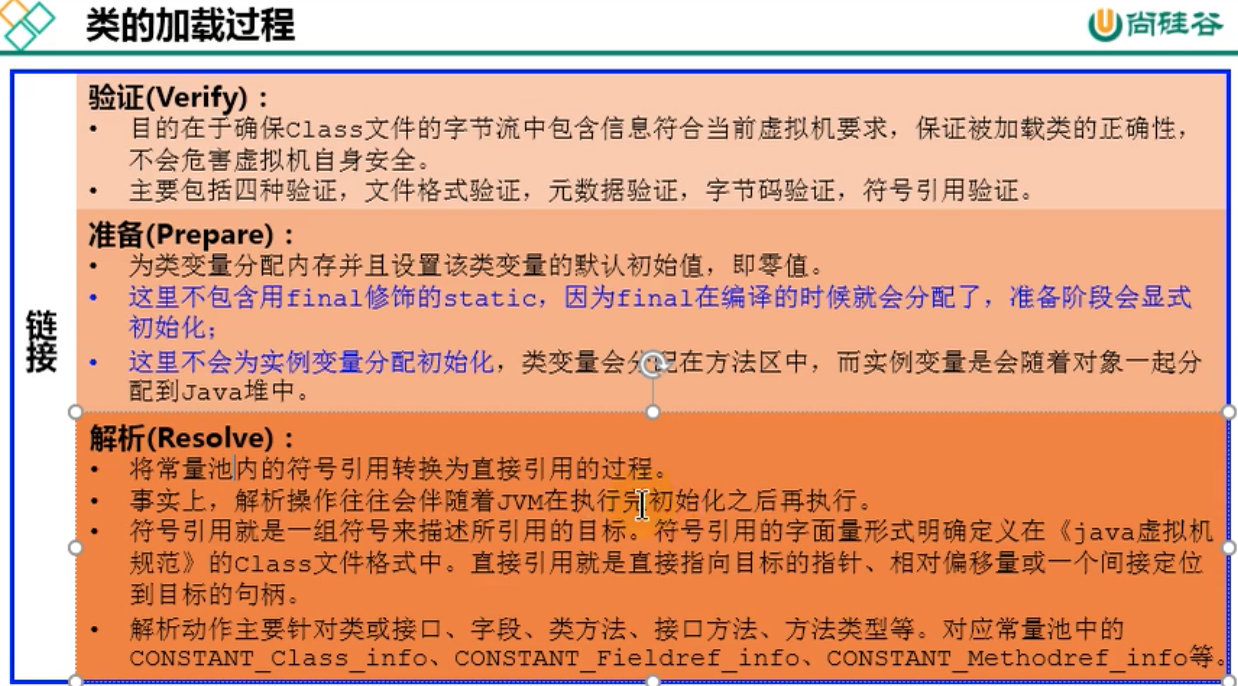 类的加载过程
尚硅谷
链接
验证(Verify)：
• 目的在于确保Class文件的字节流中包含信息符合当前虚拟机要求，保证被加载类的正确性，
不会危害虚拟机自身安全。
• 主要包括四种验证，文件格式验证，元数据验证，字节码验证，符号引用验证。
准备(Prepare)：
• 为类变量分配内存并且设置该类变量的默认初始值，即零值。
• 这里不包含用final修饰的static，因为final在编译的时候就会分配了，准备阶段会显式
初始化；
• 这里不会为实例变量分配初始化，类变量会分配在方法区中，而实例变量是会随着对象一起分
配到Java堆中。
解析(Resolve)：
• 将常量池内的符号引用转换为直接引用的过程。
• 事实上，解析操作往往会伴随着JVM在执行完初始化之后再执行。
• 符号引用就是一组符号来描述所引用的目标。符号引用的字面量形式明确定义在《java虚拟机
规范》的Class文件格式中。直接引用就是直接指向目标的指针、相对偏移量或一个间接定位
到目标的句柄。
• 解析动作主要针对类或接口、字段、类方法、接口方法、方法类型等。对应常量池中的
CONSTANT_Class_info、CONSTANT_Fieldref_info、CONSTANT_Methodref_info等。